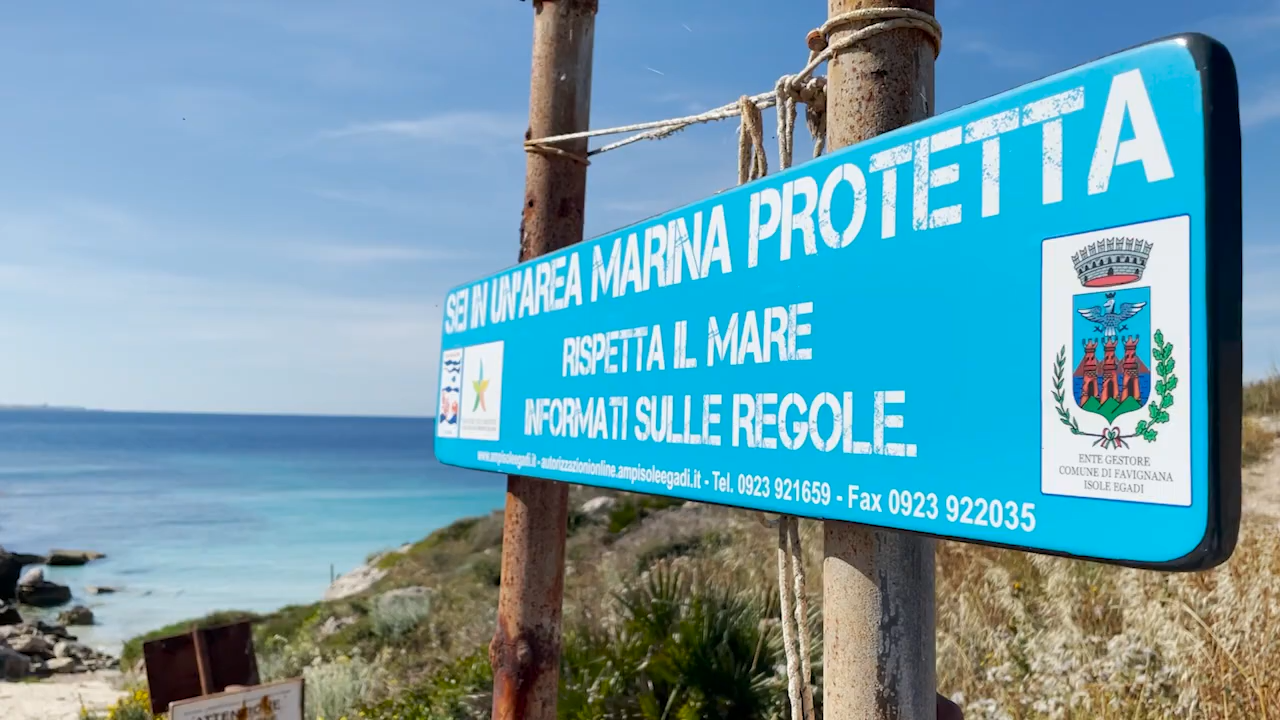 SEI IN UN'AREA MARINA PROTETTA
RISPETTA IL MARE
INFORMATI SULLE REGOLE.
www.ampisoleegadi.it - autorizzazionionline.ampisoleegadi.it - Tel. 0923 921659 - Fax 0923 922035
ENTE GESTORE
COMUNE DI FAVIGNANA
ISOLE EGADI